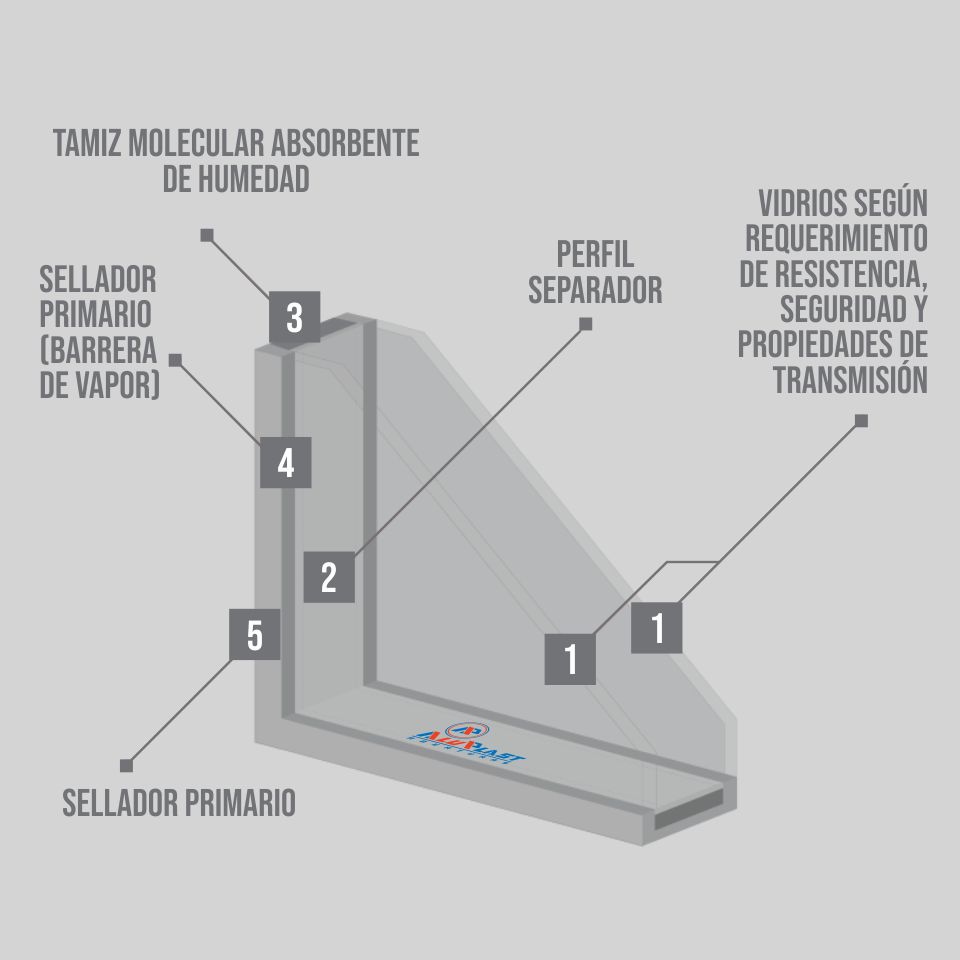 TAMIZ MOLECULAR ABSORBENTE
DE HUMEDAD
VIDRIOS SEGÚN
REQUERIMIENTO
DE RESISTENCIA,
SEGURIDAD Y
PROPIEDADES DE
TRANSMISIÓN
PERFIL
SEPARADOR
SELLADOR
PRIMARIO
(BARRERA
DE VAPOR)
3
4
2
5
1
1
ALUXPLAST
SELLADOR PRIMARIO